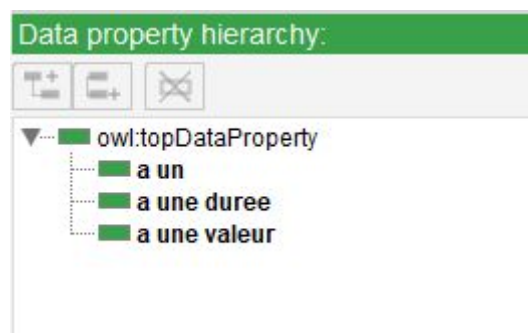 Data property hierarchy:
owl:topDataProperty
a un
a une duree
a une valeur